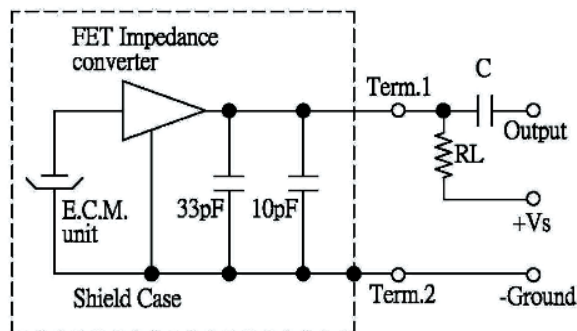 FET Impedance
converter
Term.1
C
Output
RL
+Vs
E.C.M.
unit
33pF
10pF
Shield Case
Term.2
-Ground